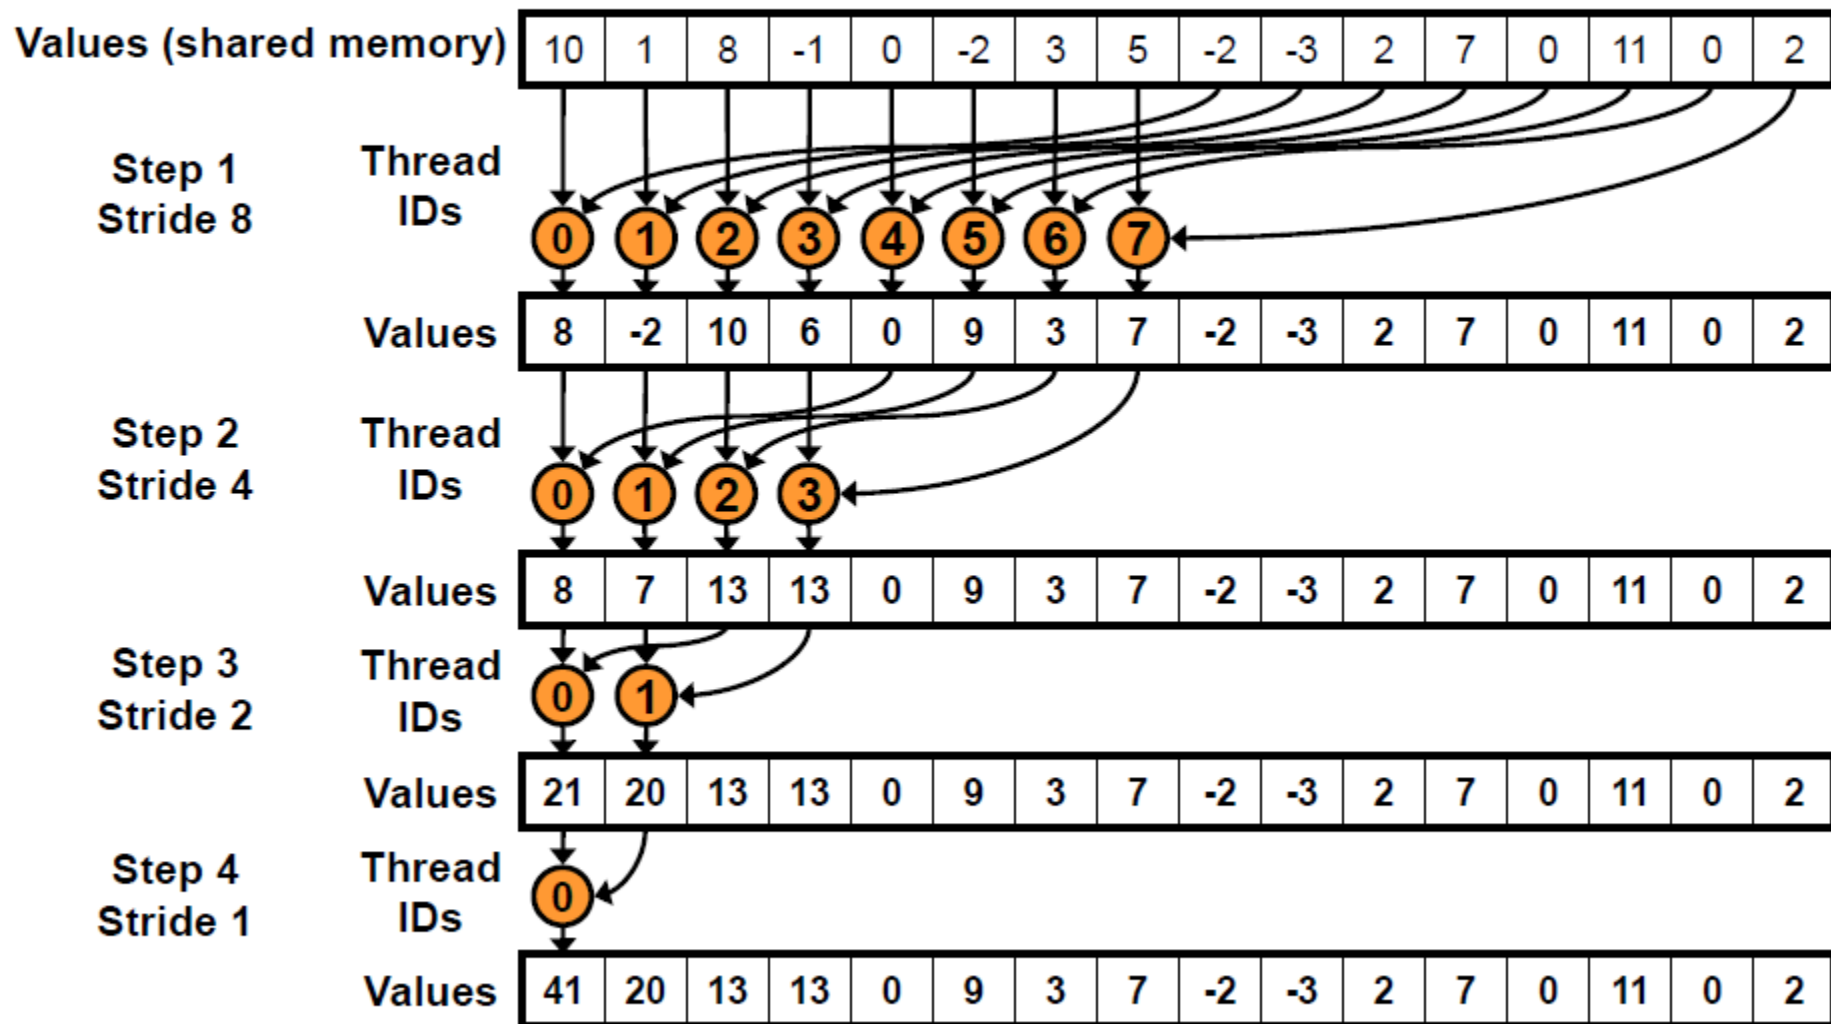 Values (shared memory) 10 1 8 -1 0 -2 3 5 -2 -3 2 7 0 11 0 2
Step 1 Thread
Stride 8 IDs
0 1 2 3 4 5 6 7
Values 8 -2 10 6 0 9 3 7 -2 -3 2 7 0 11 0 2
Step 2 Thread
Stride 4 IDs
0 1 2 3
Values 8 7 13 13 0 9 3 7 -2 -3 2 7 0 11 0 2
Step 3 Thread
Stride 2 IDs
0 1
Values 21 20 13 13 0 9 3 7 -2 -3 2 7 0 11 0 2
Step 4 Thread
Stride 1 IDs
0
Values 41 20 13 13 0 9 3 7 -2 -3 2 7 0 11 0 2